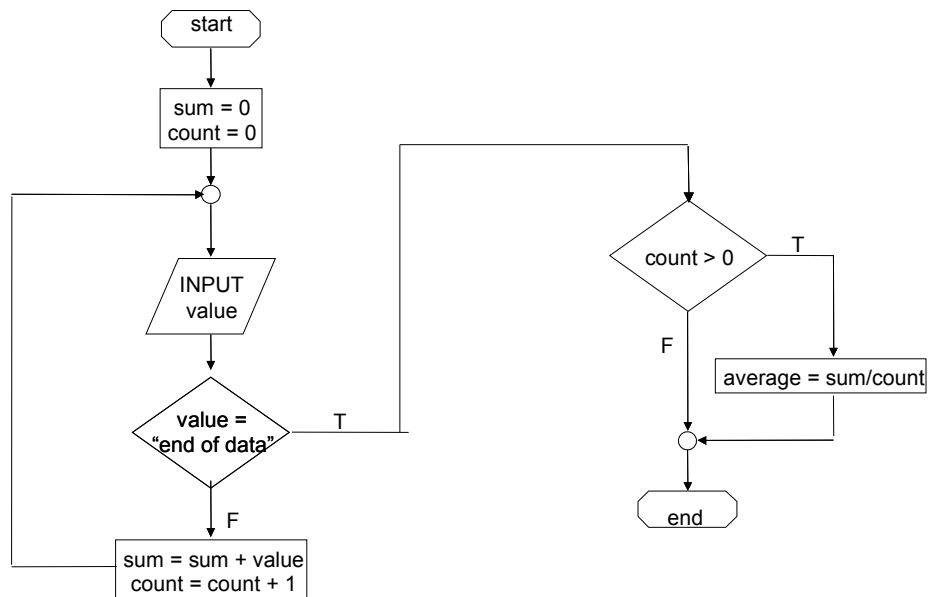 start
sum = 0
count = 0
INPUT
value
value =
“end of data”
T
F
sum = sum + value
count = count + 1
count > 0
T
F
average = sum/count
end